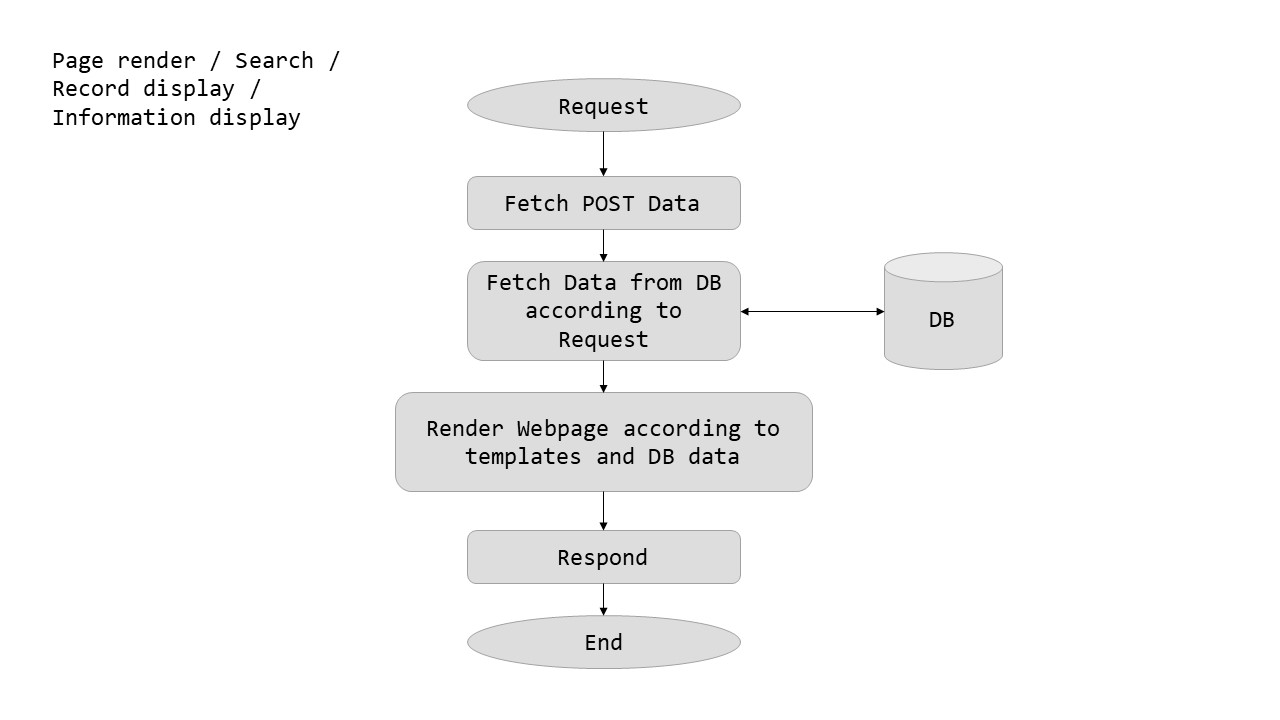 Page render / Search /
Record display /
Information display
Request
Fetch POST Data
Fetch Data from DB
according to
Request
DB
Render Webpage according to
templates and DB data
Respond
End